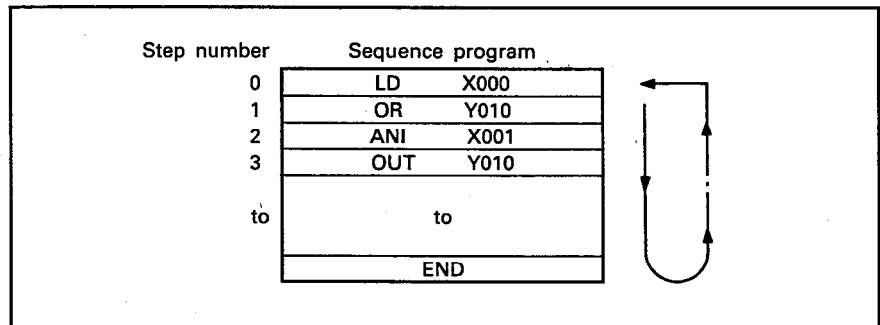 Step number Sequence program
0 LD X000
1 OR Y010
2 ANI X001
3 OUT Y010
to to
END